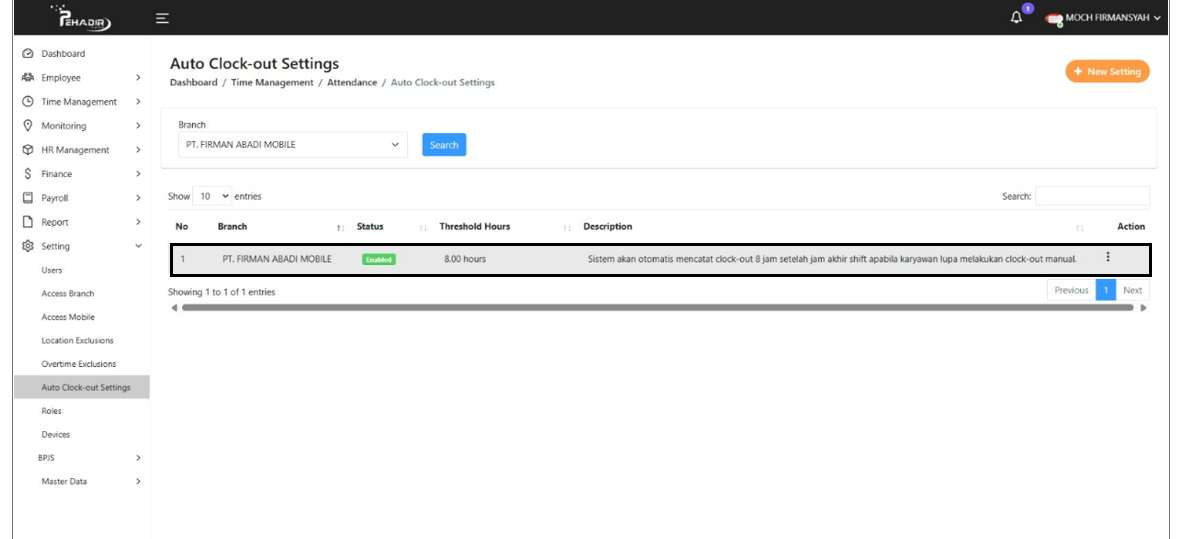 PEHADIR
1
MOCH FIRMANSYAH
Dashboard
Employee
Time Management
Monitoring
HR Management
Finance
Payroll
Report
Setting
Users
Access Branch
Access Mobile
Location Exclusions
Overtime Exclusions
Auto Clock-out Settings
Roles
Devices
BPJS
Master Data
Auto Clock-out Settings
Dashboard / Time Management / Attendance / Auto Clock-out Settings
+ New Setting
Branch
PT. FIRMAN ABADI MOBILE
Search
Show 10 entries
Search:
No Branch Status Threshold Hours Description Action
1 PT. FIRMAN ABADI MOBILE Enabled 8.00 hours Sistem akan otomatis mencatat clock-out 8 jam setelah jam akhir shift apabila karyawan lupa melakukan clock-out manual.
Showing 1 to 1 of 1 entries
Previous 1 Next